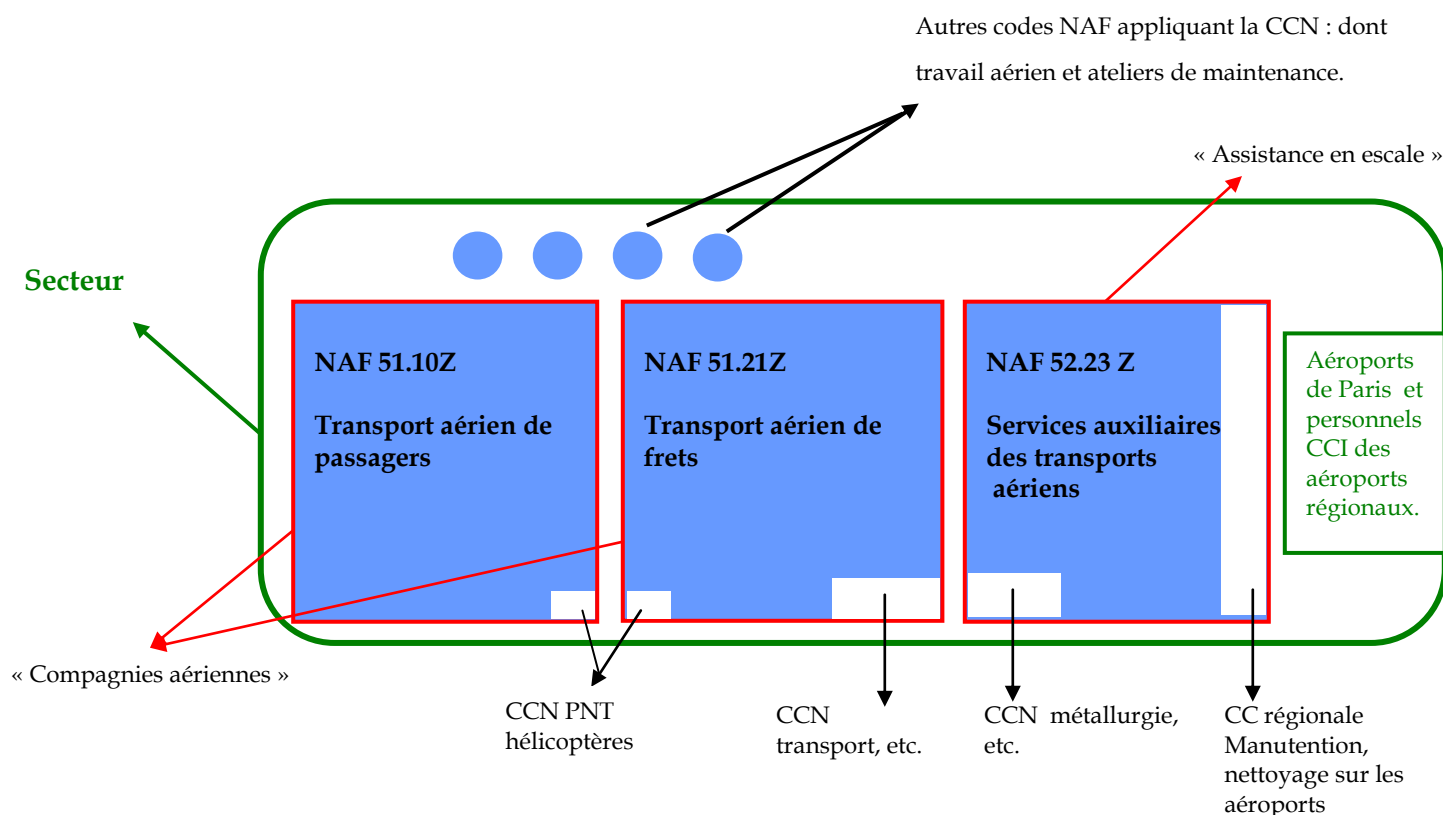 Autres codes NAF appliquant la CCN : dont
travail aérien et ateliers de maintenance.
« Assistance en escale »
Secteur
NAF 51.10Z
Transport aérien de
passagers
NAF 51.21Z
Transport aérien de
frets
NAF 52.23 Z
Services auxiliaires
des transports
aériens
Aéroports
de Paris et
personnels
CCI des
aéroports
régionaux.
« Compagnies aériennes »
CCN PNT
hélicoptères
CCN
transport, etc.
CCN métallurgie,
etc.
CC régionale
Manutention,
nettoyage sur les
aéroports